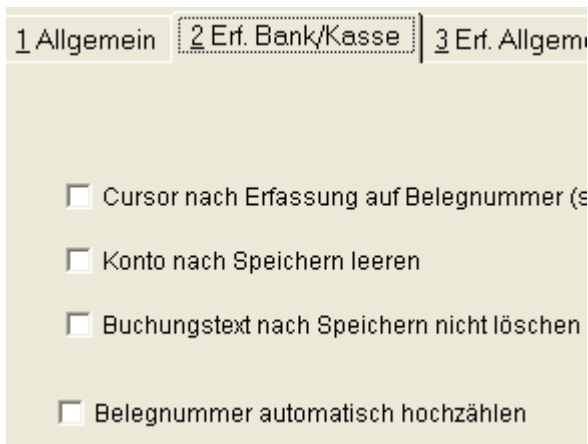 1 Allgemein 2 Erf. Bank/Kasse 3 Erf.
Cursor nach Erfassung auf Belegnummer
Konto nach Speichern leeren
Buchungstext nach Speichern nicht löschen
Belegnummer automatisch hochzählen